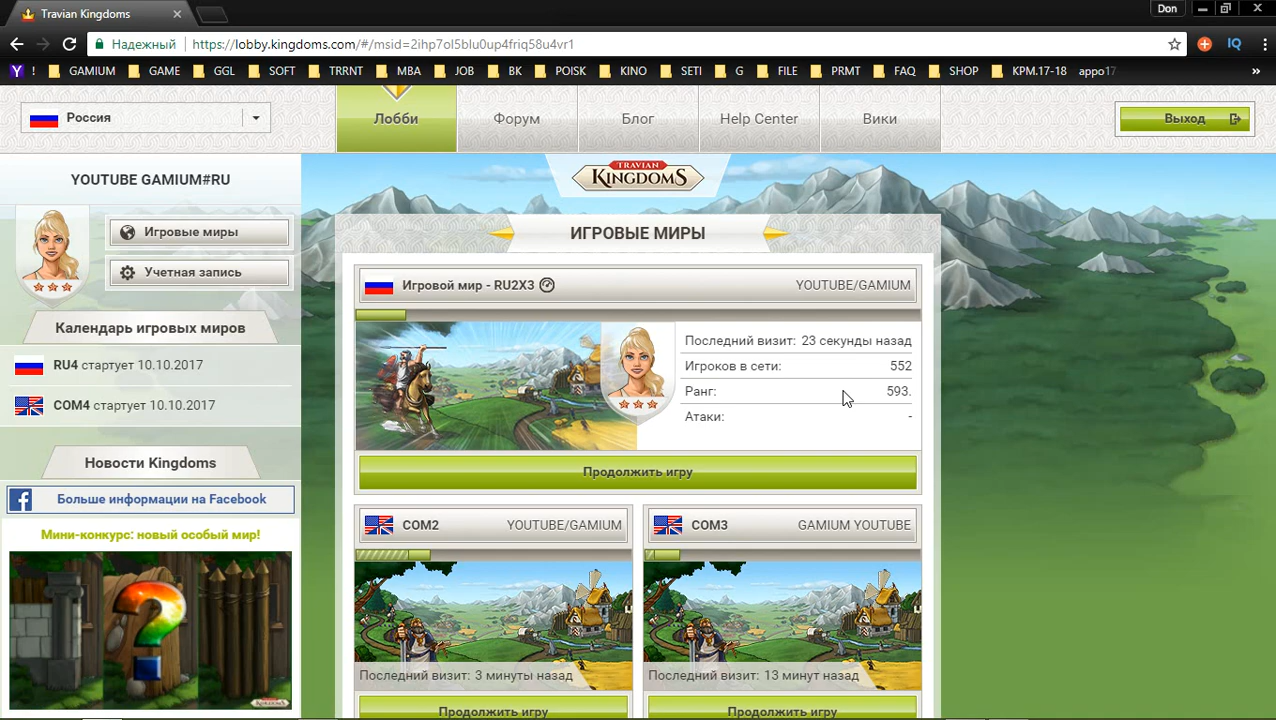 Travian Kingdoms
Don
Надежный
https://lobby.kingdoms.com/#/msid=2ihp7ol5blu0up4friq58u4vr1
IQ
Y ! GAMIUM GAME GGL SOFT TRRNT MBA JOB BK POISK KINO SETI G FILE PRMT FAQ SHOP KPM.17-18 appo17 »
Россия
Лобби
Форум
Блог
Help Center
Вики
Выход
YOUTUBE GAMIUM#RU
Игровые миры
Учетная запись
Календарь игровых миров
RU4 стартует 10.10.2017
COM4 стартует 10.10.2017
Новости Kingdoms
Больше информации на Facebook
Мини-конкурс: новый особый мир!
?
TRAVIAN
KINGDOMS
ИГРОВЫЕ МИРЫ
Игровой мир - RU2X3
YOUTUBE/GAMIUM
Последний визит: 23 секунды назад
Игроков в сети: 552
Ранг: 593.
Атаки: -
Продолжить игру
COM2 YOUTUBE/GAMIUM
Последний визит: 3 минуты назад
Продолжить игру
COM3 GAMIUM YOUTUBE
Последний визит: 13 минут назад
Продолжить игру